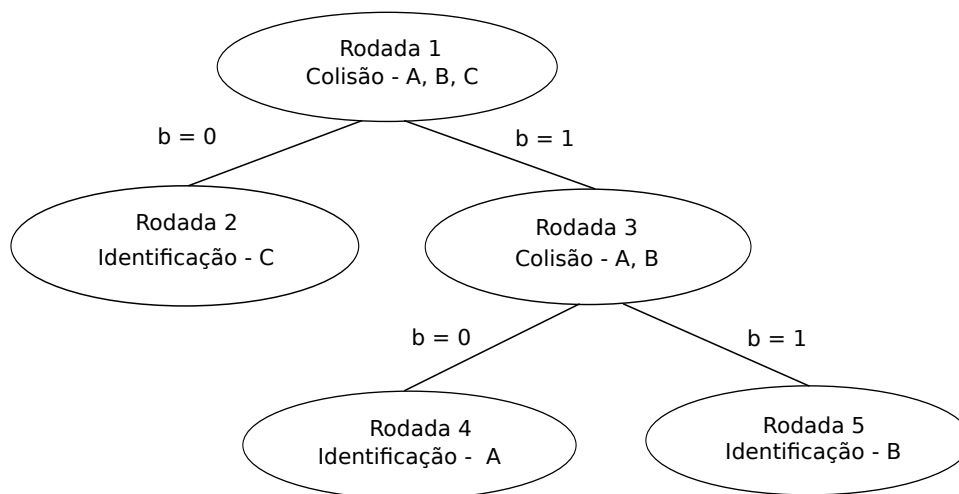 Rodada 1
Colisão - A, B, C
b = 0
b = 1
Rodada 2
Identificação - C
Rodada 3
Colisão - A, B
b = 0
b = 1
Rodada 4
Identificação - A
Rodada 5
Identificação - B